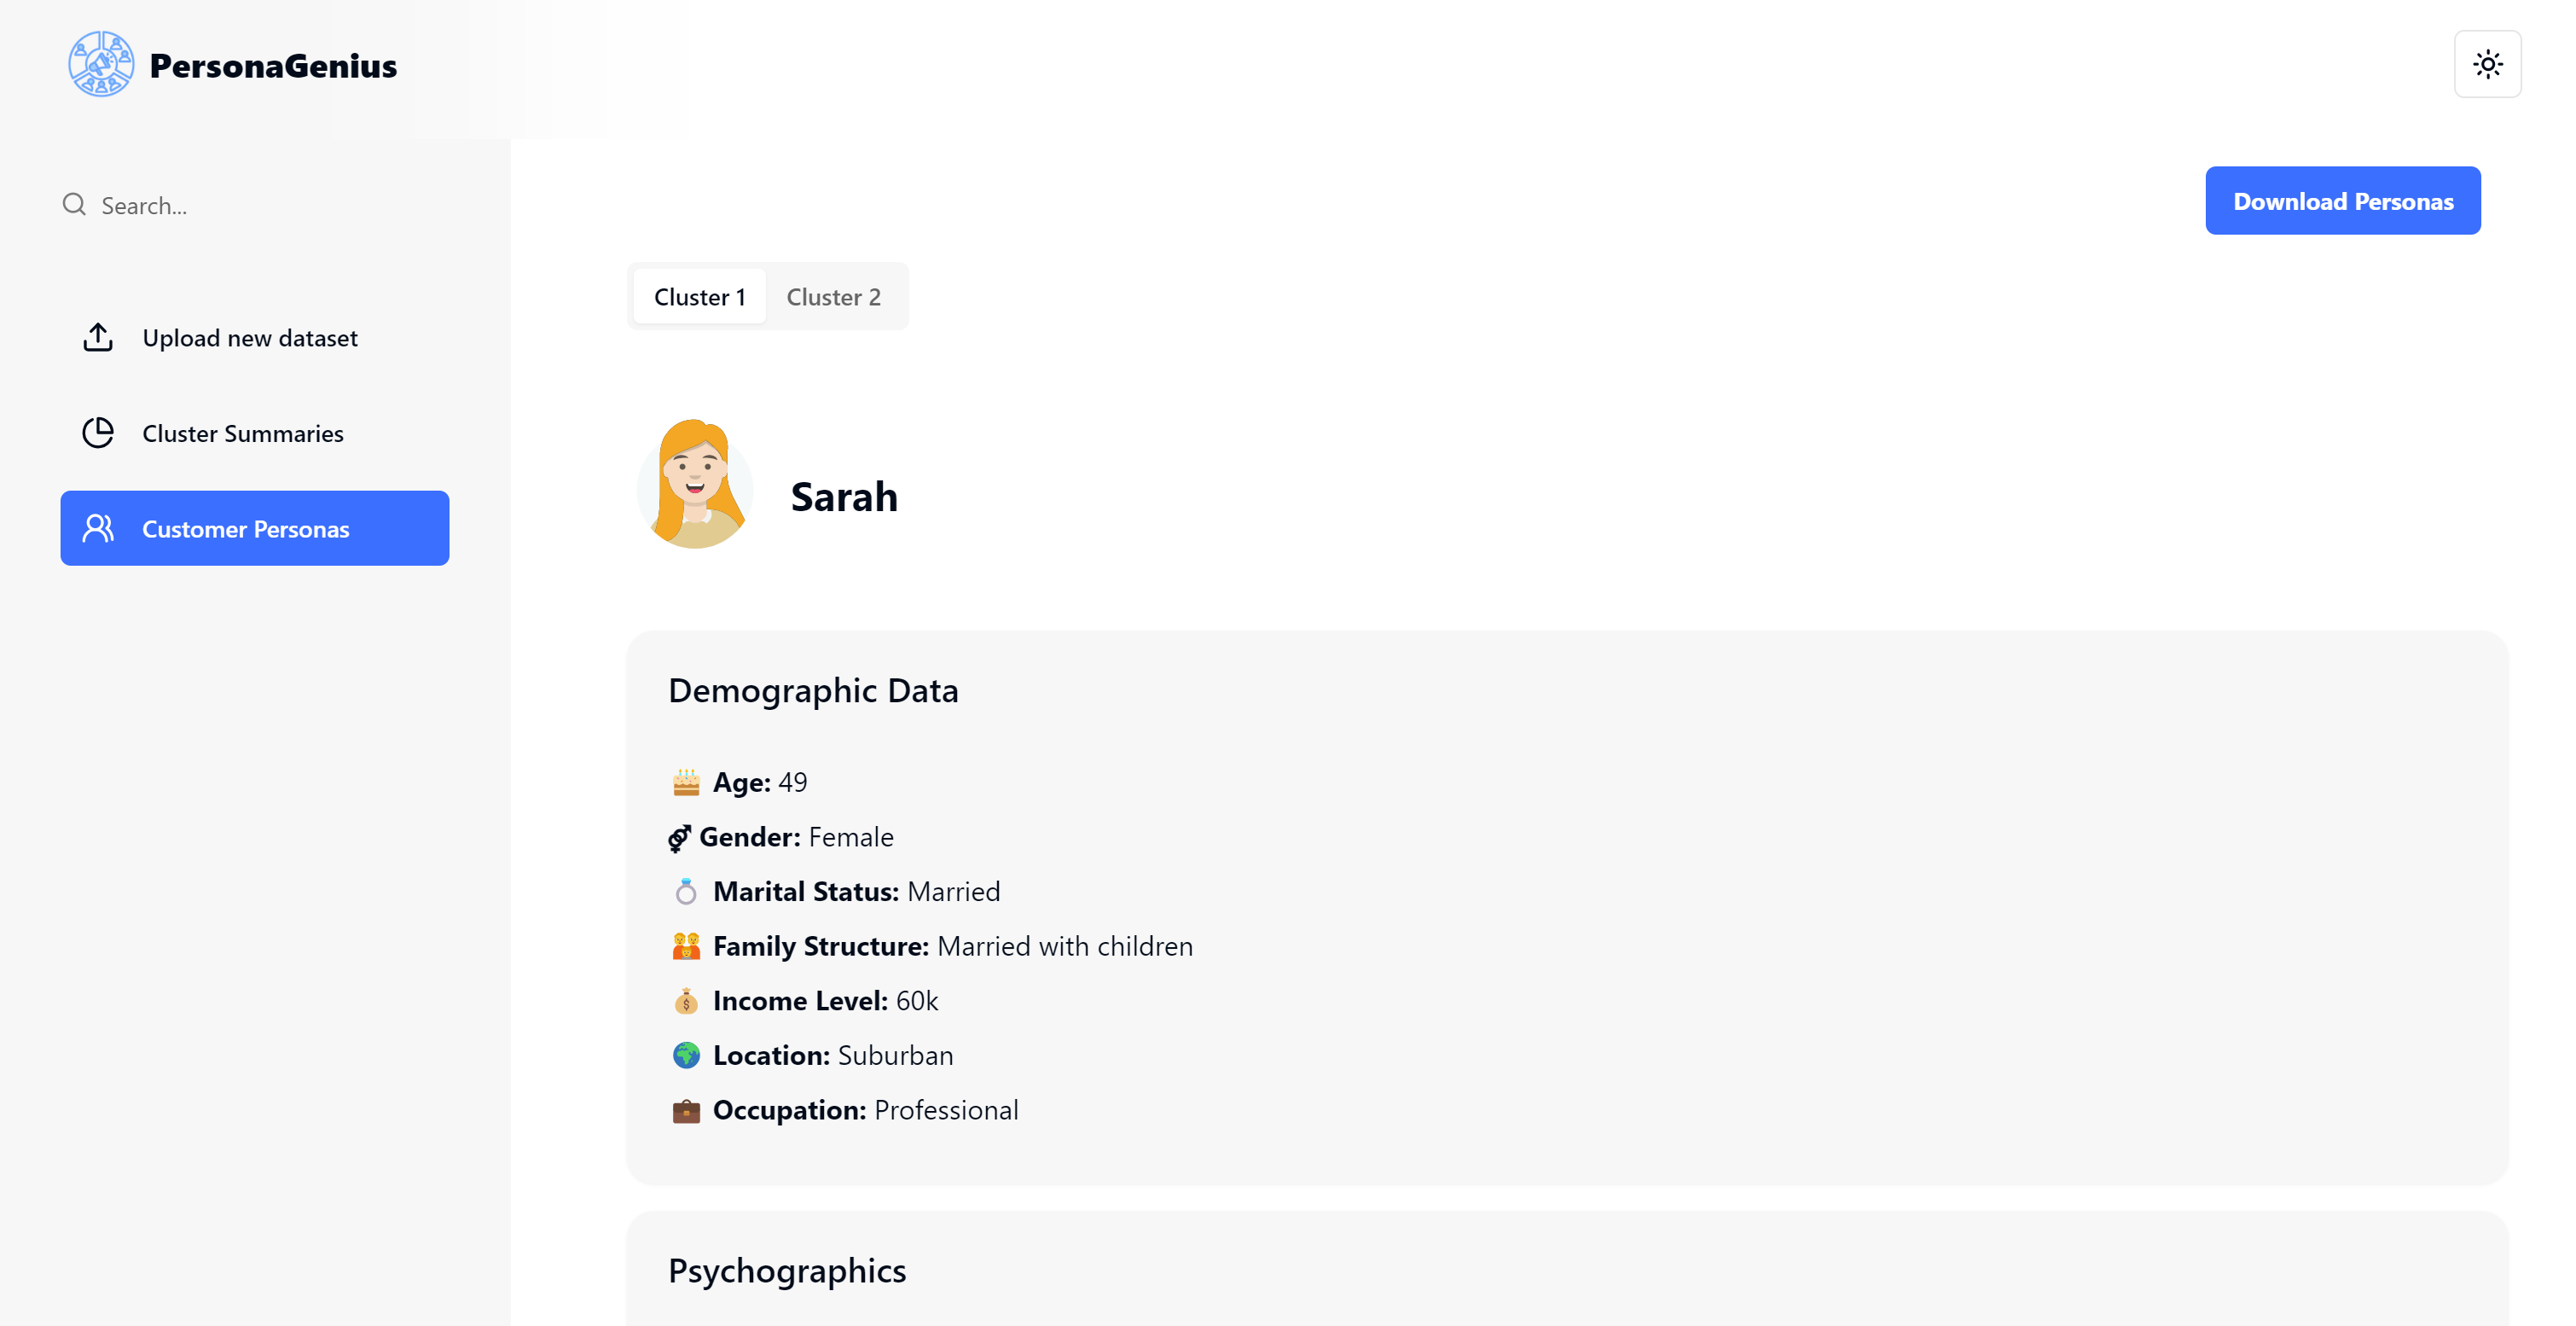 PersonaGenius
Search...
Upload new dataset
Cluster Summaries
Customer Personas
Download Personas
Cluster 1
Cluster 2
Sarah
Demographic Data
Age: 49
Gender: Female
Marital Status: Married
Family Structure: Married with children
Income Level: 60k
Location: Suburban
Occupation: Professional
Psychographics